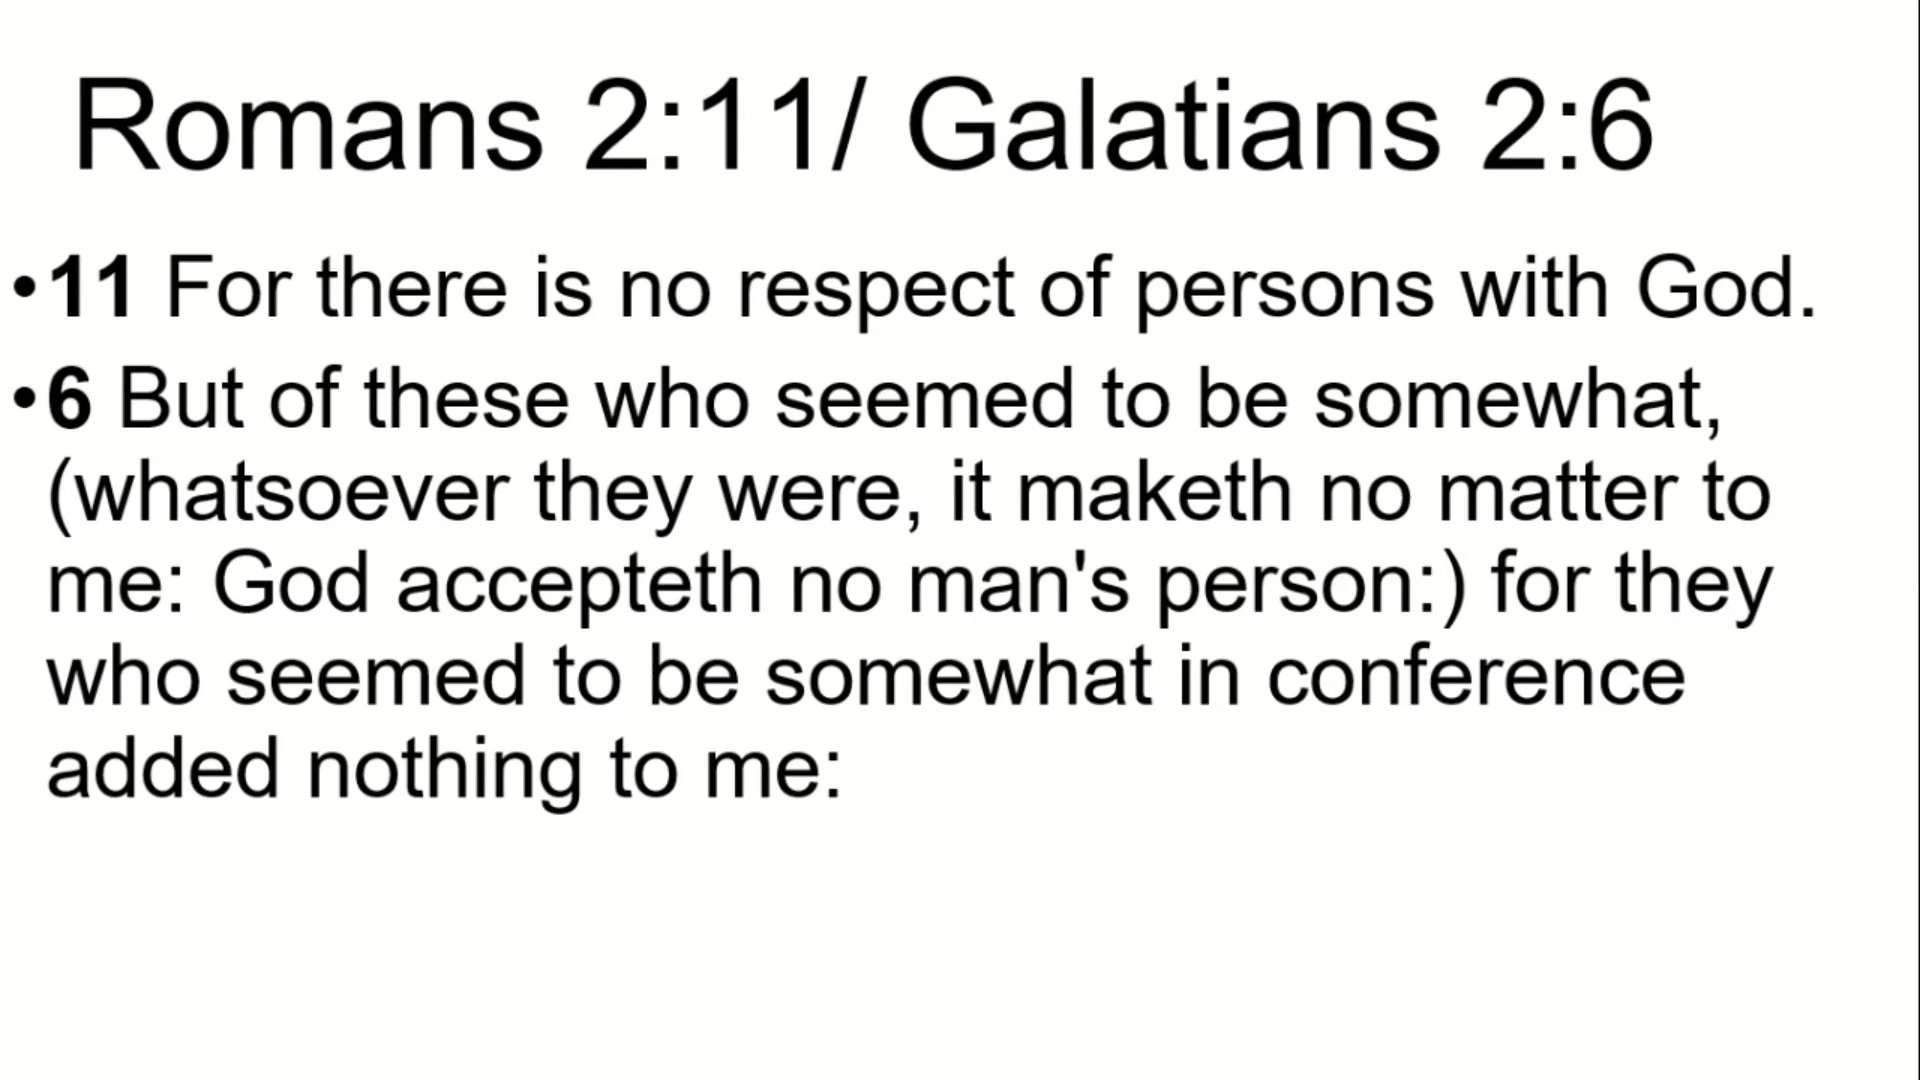 Romans 2:11/ Galatians 2:6
•11 For there is no respect of persons with God.
•6 But of these who seemed to be somewhat,
(whatsoever they were, it maketh no matter to
me: God accepteth no man's person:) for they
who seemed to be somewhat in conference
added nothing to me: